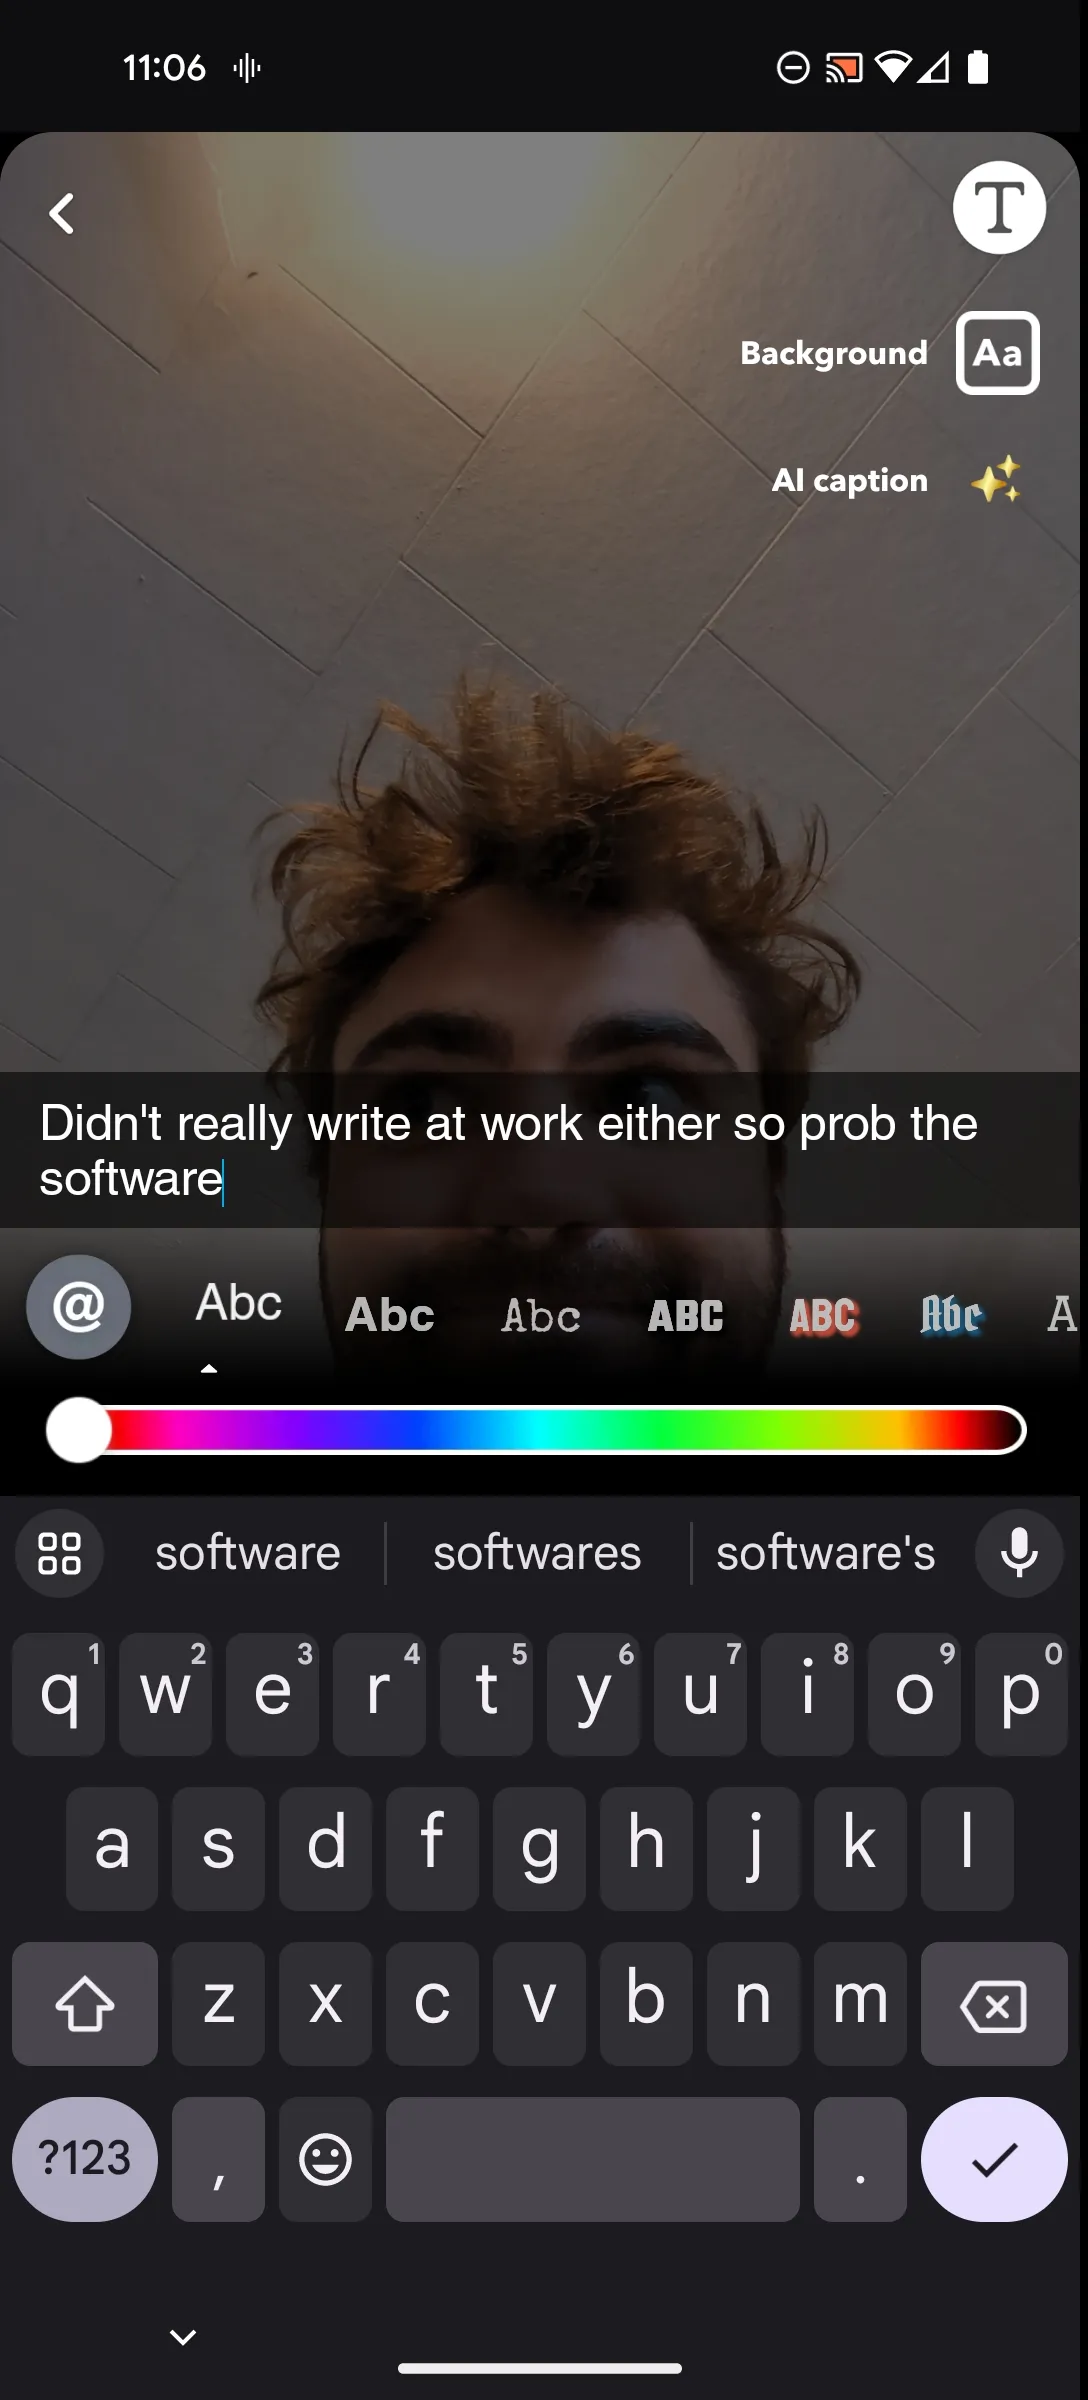 11:06
T
Background Aa
AI caption
Didn't really write at work either so prob the
software
@ Abc Abc Abc ABC ABC Abc A
software softwares software's
q1 w2 e3 r4 t5 y6 u7 i8 o9 p0
a s d f g h j k l
z x c v b n m
?123 , .